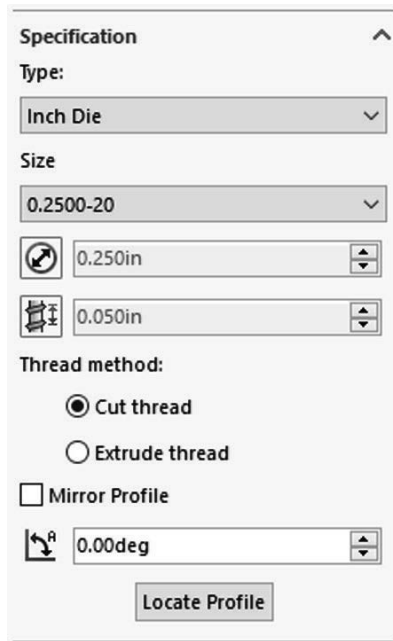 Specification
Type:
Inch Die
Size
0.2500-20
0.250in
0.050in
Thread method:
Cut thread
Extrude thread
Mirror Profile
A
0.00deg
Locate Profile